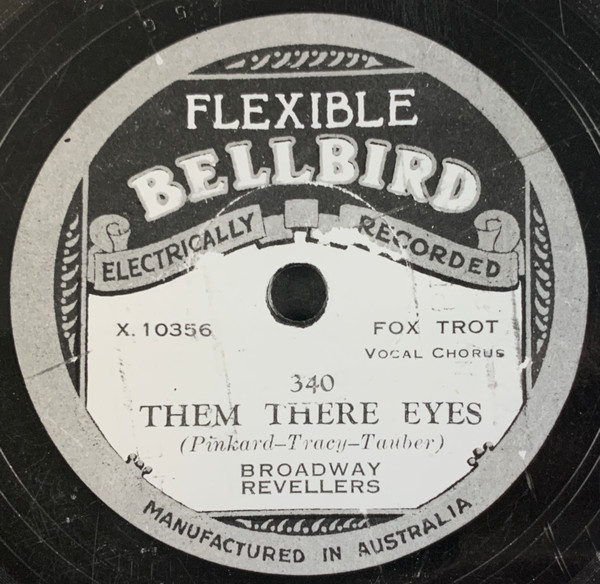 FLEXIBLE
BELLBIRD
ELECTRICALLY RECORDED
X. 10356
FOX TROT
VOCAL CHORUS
340
THEM THERE EYES
(Pinkard-Tracy-Tauber)
BROADWAY
REVELLERS
MANUFACTURED IN AUSTRALIA